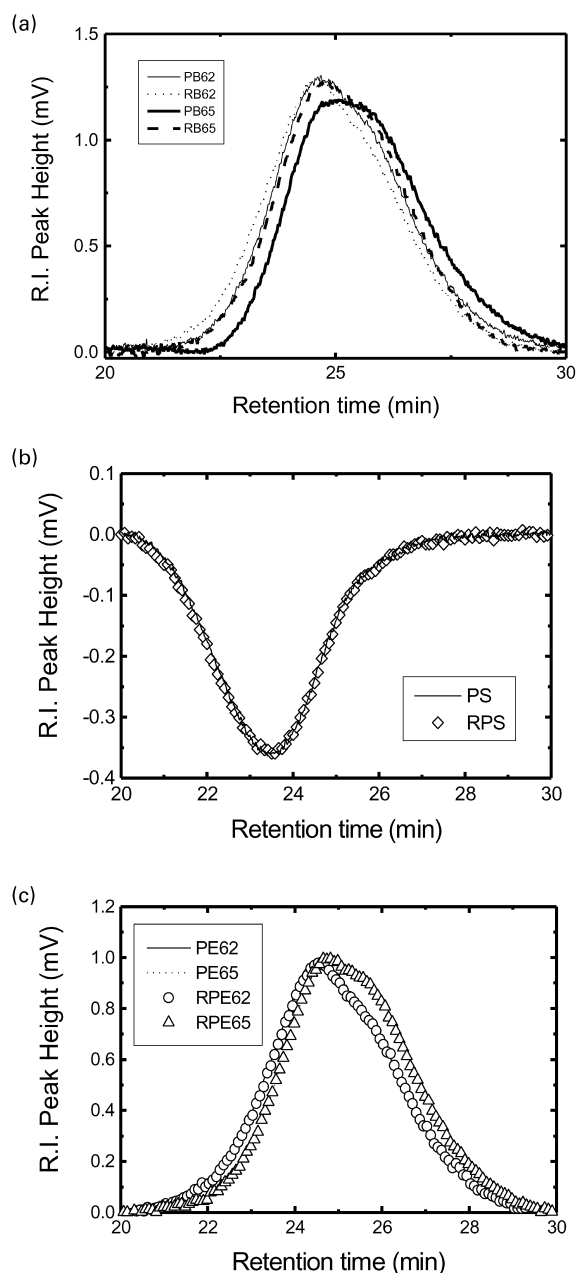 (a)
PB62
RB62
PB65
RB65
1.5
1.0
0.5
0.0
R.I. Peak Height (mV)
20
25
30
Retention time (min)
(b)
0.1
0.0
-0.1
-0.2
-0.3
-0.4
R.I. Peak Height (mV)
PS
RPS
20
22
24
26
28
30
Retention time (min)
(c)
1.2
1.0
0.8
0.6
0.4
0.2
0.0
R.I. Peak Height (mV)
PE62
PE65
RPE62
RPE65
20
22
24
26
28
30
Retention time (min)